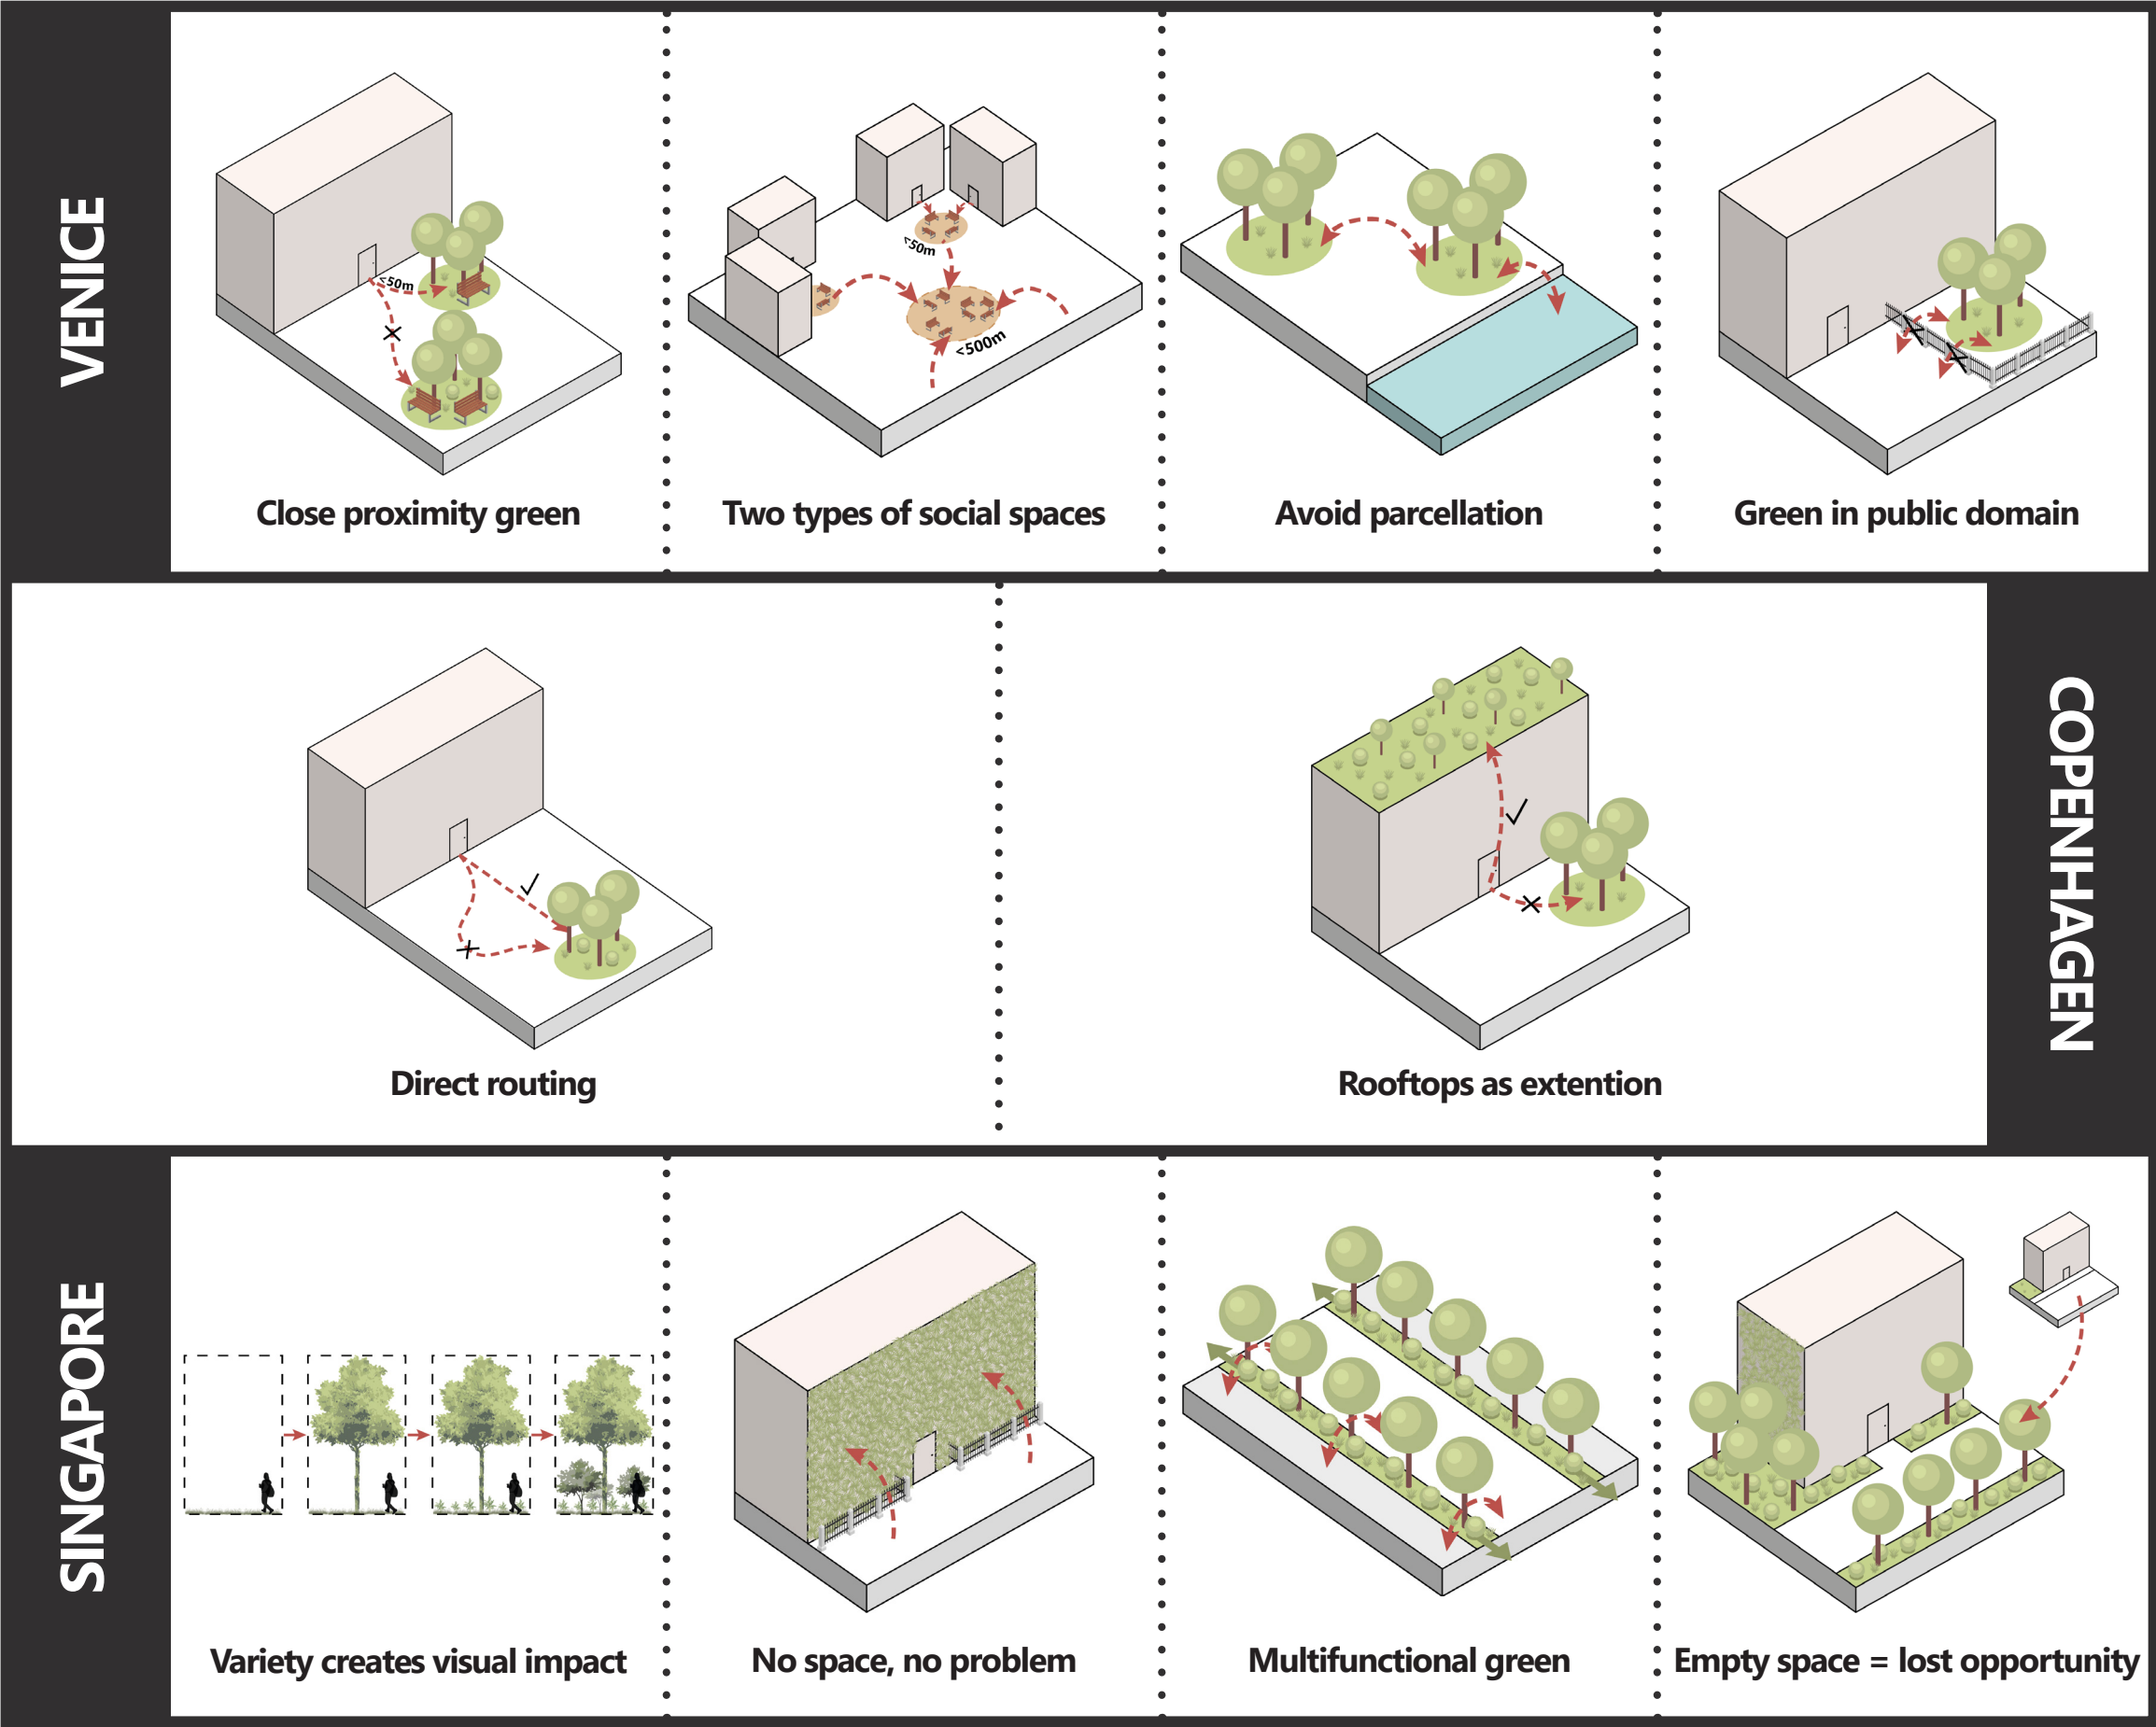 VENICE
<50m
Close proximity green
<50m
<500m
Two types of social spaces
Avoid parcellation
Green in public domain
COPENHAGEN
Direct routing
Rooftops as extention
SINGAPORE
Variety creates visual impact
No space, no problem
Multifunctional green
Empty space = lost opportunity